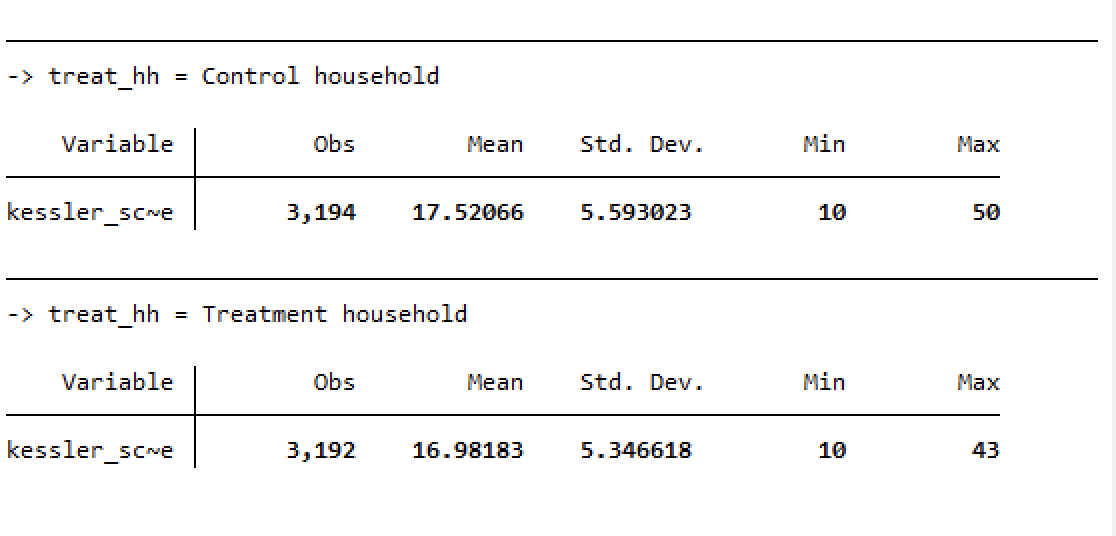 -> treat_hh = Control household
Variable Obs Mean Std. Dev. Min Max
kessler_sc~e 3,194 17.52066 5.593023 10 50
-> treat_hh = Treatment household
Variable Obs Mean Std. Dev. Min Max
kessler_sc~e 3,192 16.98183 5.346618 10 43